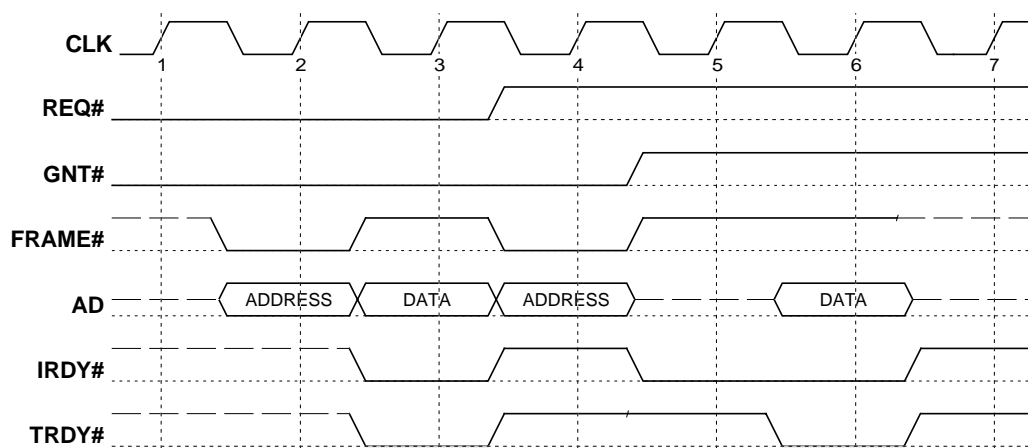 CLK
1 2 3 4 5 6 7
REQ#
GNT#
FRAME#
AD ADDRESS DATA ADDRESS DATA
IRDY#
TRDY#